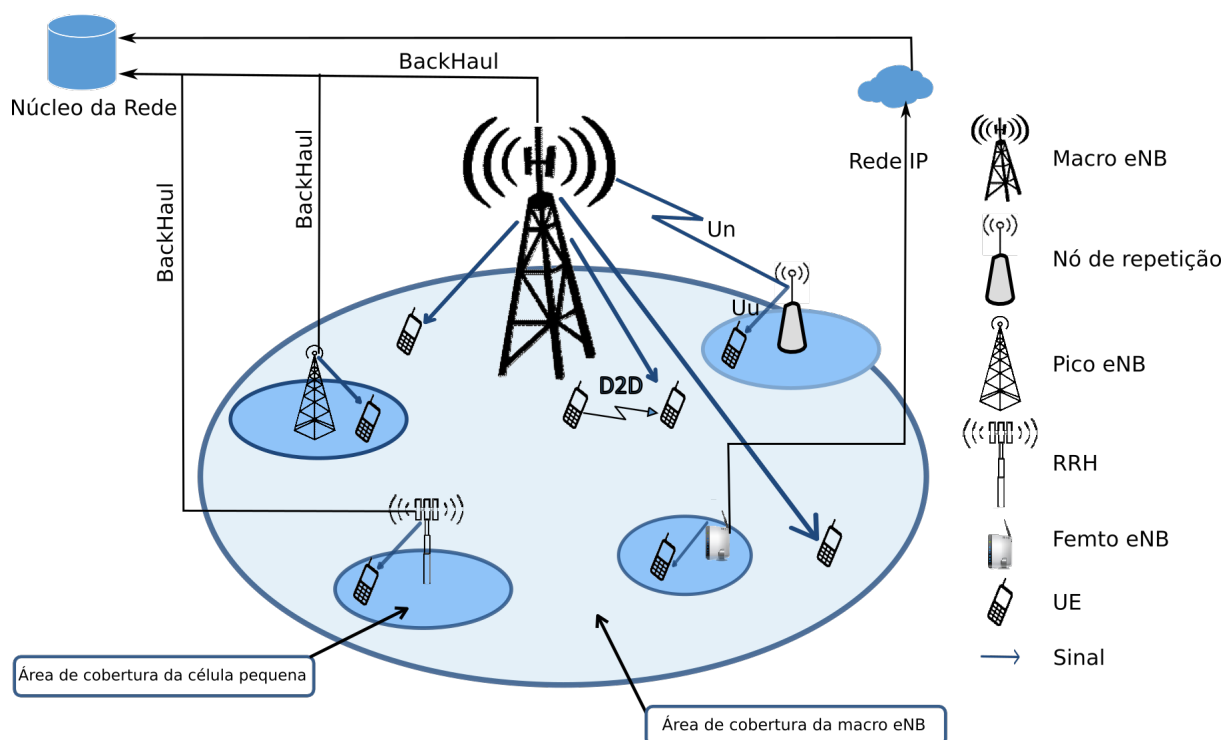 BackHaul
Núcleo da Rede
BackHaul
BackHaul
Rede IP
Un
Uu
D2D
Área de cobertura da célula pequena
Área de cobertura da macro eNB
Macro eNB
Nó de repetição
Pico eNB
RRH
Femto eNB
UE
Sinal